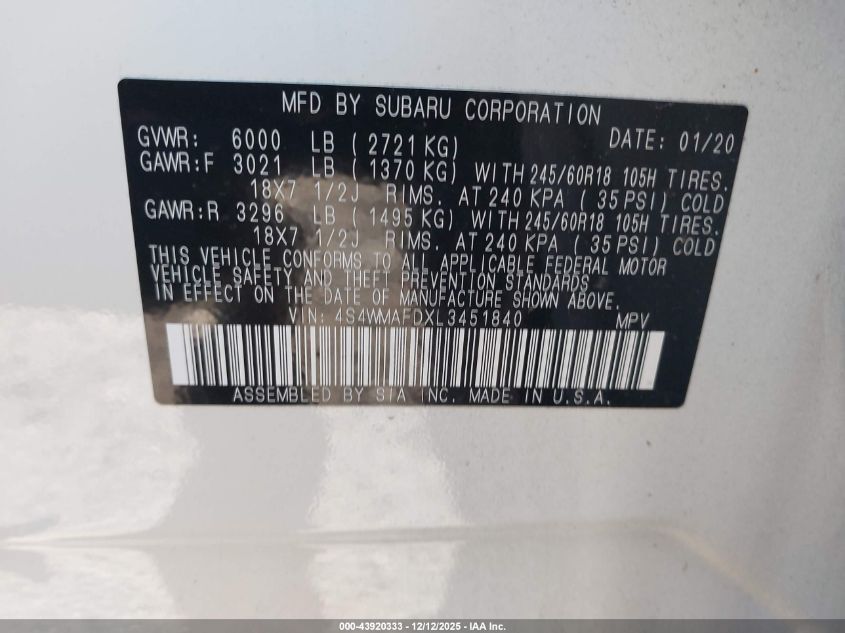 MFD BY SUBARU CORPORATION
GVWR: 6000 LB ( 2721 KG) DATE: 01/20
GAWR:F 3021 LB ( 1370 KG) WITH 245/60R18 105H TIRES.
18X7 1/2J RIMS. AT 240 KPA ( 35 PSI) COLD
GAWR:R 3296 LB ( 1495 KG) WITH 245/60R18 105H TIRES.
18X7 1/2J RIMS. AT 240 KPA ( 35 PSI) COLD
THIS VEHICLE CONFORMS TO ALL APPLICABLE FEDERAL MOTOR
VEHICLE SAFETY AND THEFT PREVENTION STANDARDS
IN EFFECT ON THE DATE OF MANUFACTURE SHOWN ABOVE.
VIN: 4S4WMAFDXL3451840 MPV
ASSEMBLED BY SIA INC. MADE IN U.S.A.
000-43920333 - 12/12/2025 - IAA Inc.